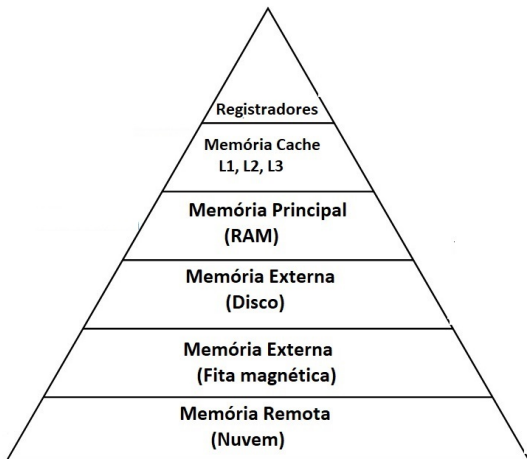 Registradores
Memória Cache
L1, L2, L3
Memória Principal
(RAM)
Memória Externa
(Disco)
Memória Externa
(Fita magnética)
Memória Remota
(Nuvem)